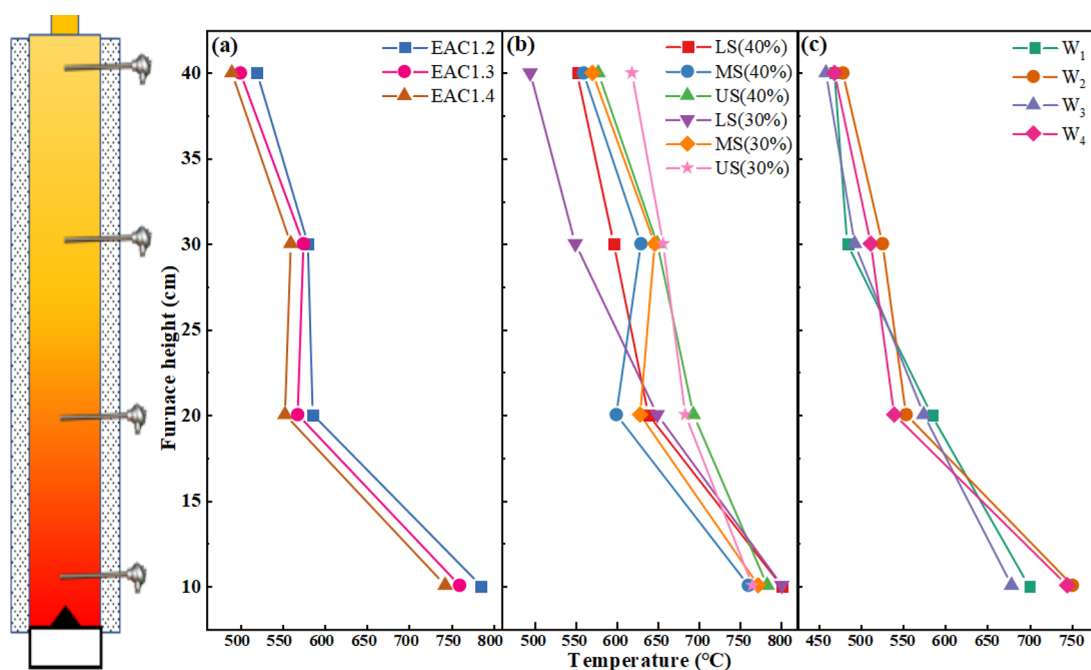 Furnace height (cm)
40
35
30
25
20
15
10
(a)
EAC1.2
EAC1.3
EAC1.4
500 550 600 650 700 750 800
(b)
LS(40%)
MS(40%)
US(40%)
LS(30%)
MS(30%)
US(30%)
500 550 600 650 700 750 800
(c)
W₁
W₂
W₃
W₄
450 500 550 600 650 700 750
Temperature (°C)